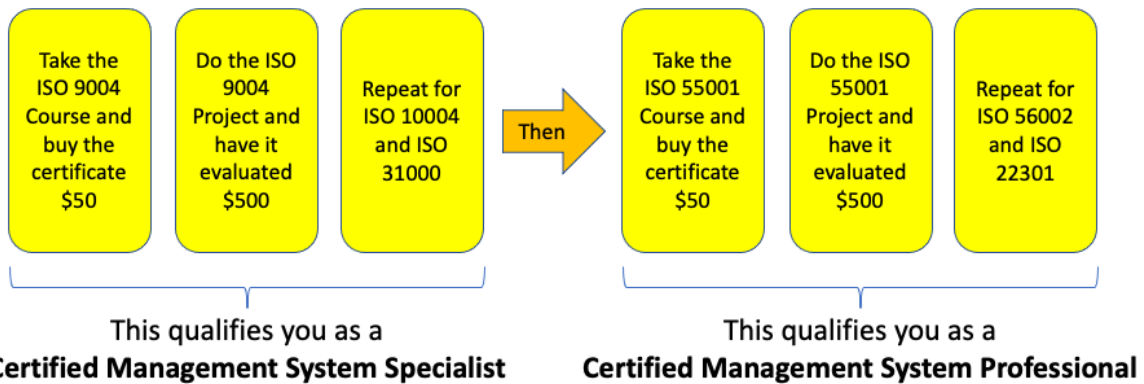 Take the
ISO 9004
Course and
buy the
certificate
$50
Do the ISO
9004
Project and
have it
evaluated
$500
Repeat for
ISO 10004
and ISO
31000
Then
Take the
ISO 55001
Course and
buy the
certificate
$50
Do the ISO
55001
Project and
have it
evaluated
$500
Repeat for
ISO 56002
and ISO
22301
This qualifies you as a
Certified Management System Specialist
This qualifies you as a
Certified Management System Professional